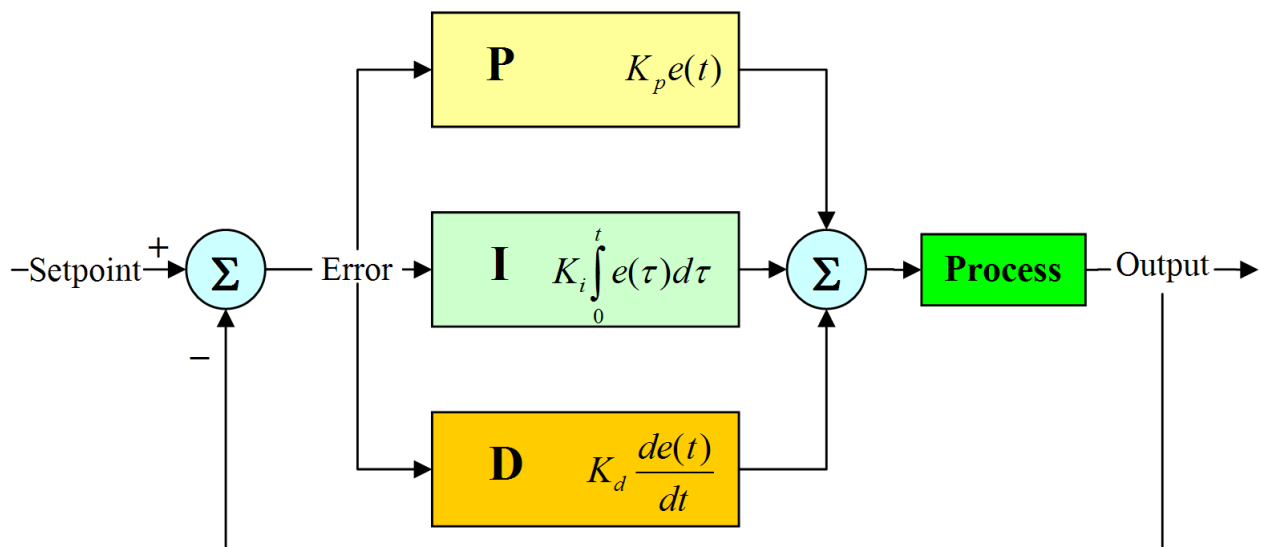 P K_p e(t)
+
Setpoint Σ Error I K_i ∫_0^t e(τ)dτ Σ Process Output
−
D K_d de(t)/dt